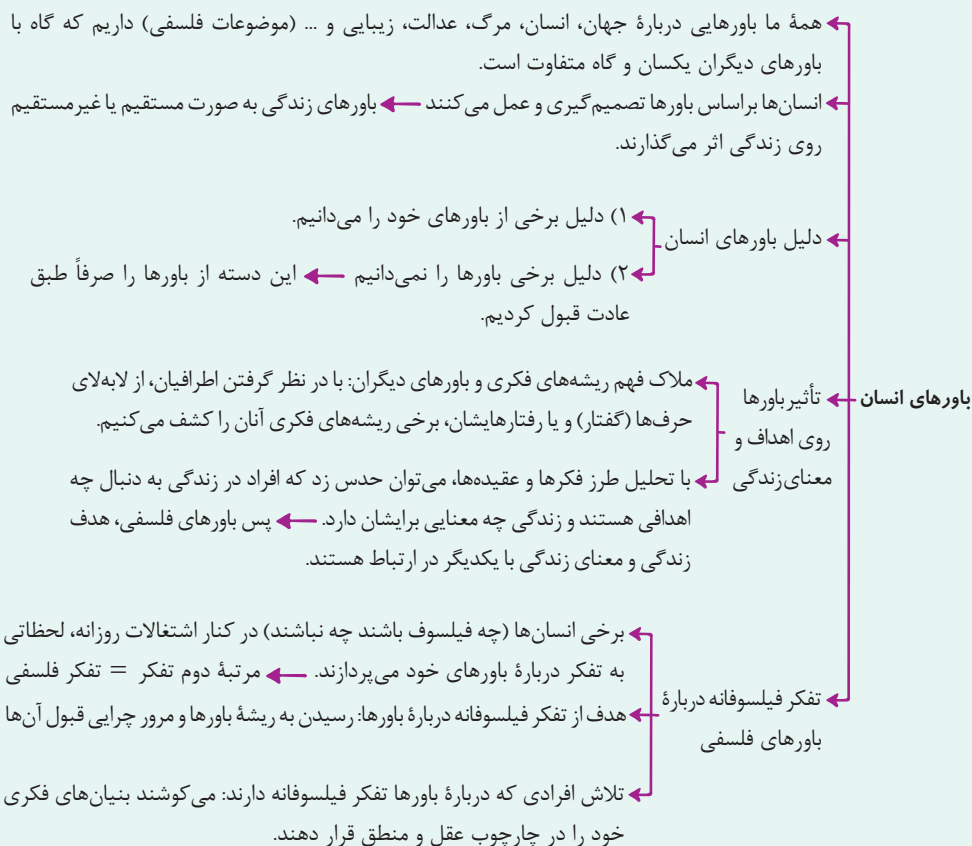 همهٔ ما باورهایی دربارهٔ جهان، انسان، مرگ، عدالت، زیبایی و ... (موضوعات فلسفی) داریم که گاه با
باورهای دیگران یکسان و گاه متفاوت است.
انسان‌ها براساس باورها تصمیم‌گیری و عمل می‌کنند ← باورهای زندگی به صورت مستقیم یا غیرمستقیم
روی زندگی اثر می‌گذارند.
دلیل باورهای انسان
۱) دلیل برخی از باورهای خود را می‌دانیم.
۲) دلیل برخی باورها را نمی‌دانیم ← این دسته از باورها را صرفاً طبق
عادت قبول کردیم.
باورهای انسان
تأثیر باورها
روی اهداف و
معنای زندگی
ملاک فهم ریشه‌های فکری و باورهای دیگران: با در نظر گرفتن اطرافیان، از لابه‌لای
حرف‌ها (گفتار) و یا رفتارهایشان، برخی ریشه‌های فکری آنان را کشف می‌کنیم.
با تحلیل طرز فکرها و عقیده‌ها، می‌توان حدس زد که افراد در زندگی به دنبال چه
اهدافی هستند و زندگی چه معنایی برایشان دارد. ← پس باورهای فلسفی، هدف
زندگی و معنای زندگی با یکدیگر در ارتباط هستند.
تفکر فیلسوفانه دربارهٔ
باورهای فلسفی
برخی انسان‌ها (چه فیلسوف باشند چه نباشند) در کنار اشتغالات روزانه، لحظاتی
به تفکر دربارهٔ باورهای خود می‌پردازند. ← مرتبهٔ دوم تفکر = تفکر فلسفی
هدف از تفکر فیلسوفانه دربارهٔ باورها: رسیدن به ریشهٔ باورها و مرور چرایی قبول آن‌ها
تلاش افرادی که دربارهٔ باورها تفکر فیلسوفانه دارند: می‌کوشند بنیان‌های فکری
خود را در چارچوب عقل و منطق قرار دهند.